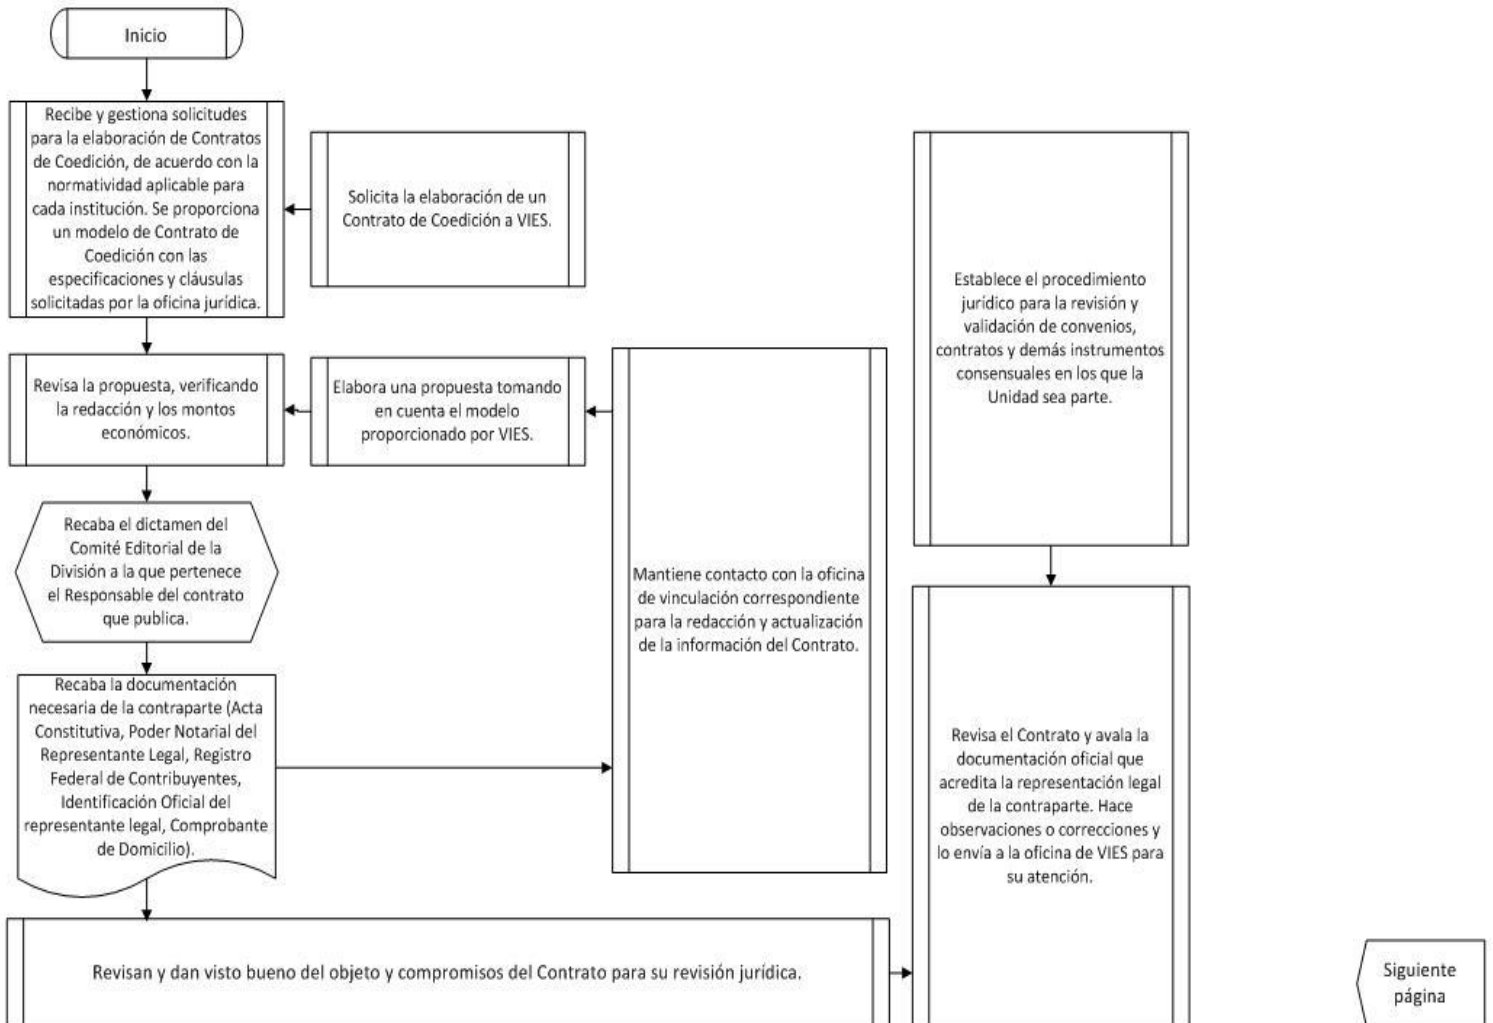 Inicio
Recibe y gestiona solicitudes
para la elaboración de Contratos
de Coedición, de acuerdo con la
normatividad aplicable para
cada institución. Se proporciona
un modelo de Contrato de
Coedición con las
especificaciones y cláusulas
solicitadas por la oficina jurídica.
Solicita la elaboración de un
Contrato de Coedición a VIES.
Establece el procedimiento
jurídico para la revisión y
validación de convenios,
contratos y demás instrumentos
consensuales en los que la
Unidad sea parte.
Revisa la propuesta, verificando
la redacción y los montos
económicos.
Elabora una propuesta tomando
en cuenta el modelo
proporcionado por VIES.
Recaba el dictamen del
Comité Editorial de la
División a la que pertenece
el Responsable del contrato
que publica.
Mantiene contacto con la oficina
de vinculación correspondiente
para la redacción y actualización
de la información del Contrato.
Recaba la documentación
necesaria de la contraparte (Acta
Constitutiva, Poder Notarial del
Representante Legal, Registro
Federal de Contribuyentes,
Identificación Oficial del
representante legal, Comprobante
de Domicilio).
Revisa el Contrato y avala la
documentación oficial que
acredita la representación legal
de la contraparte. Hace
observaciones o correcciones y
lo envía a la oficina de VIES para
su atención.
Revisan y dan visto bueno del objeto y compromisos del Contrato para su revisión jurídica.
Siguiente
página